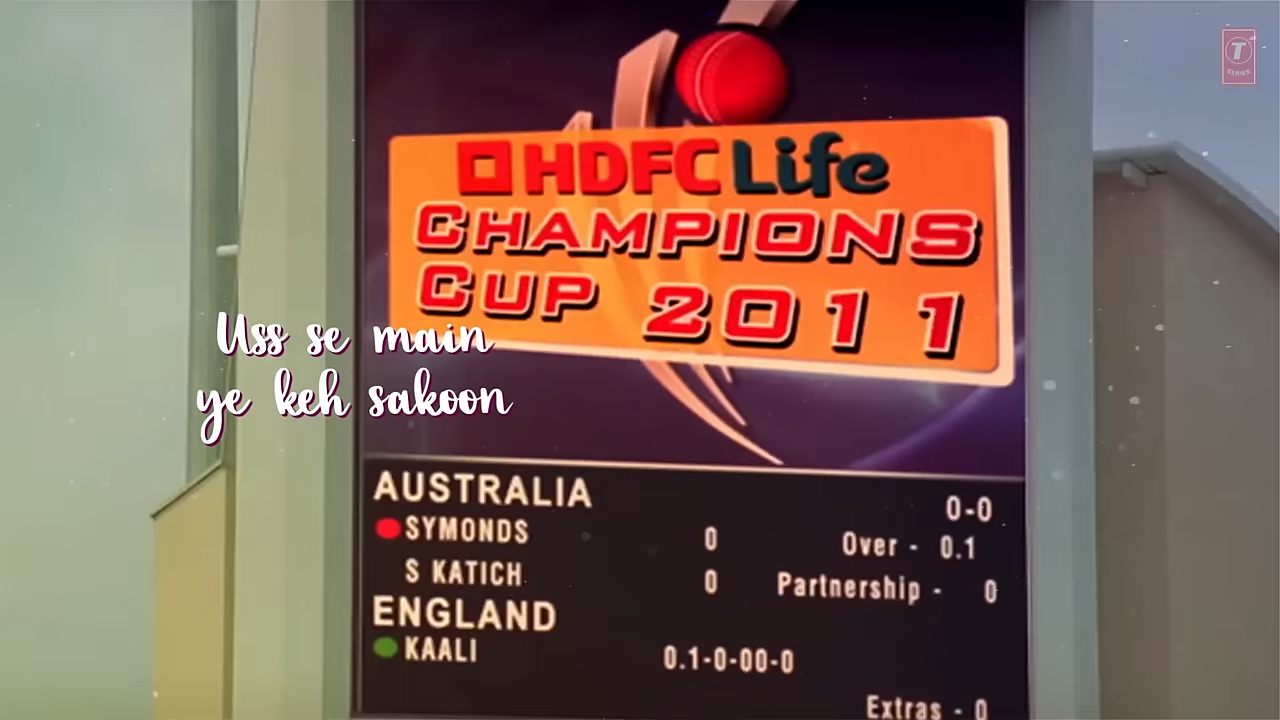 T
SERIES
HDFC Life
CHAMPIONS
CUP 2011
Uss se main
ye keh sakoon
AUSTRALIA 0-0
SYMONDS 0 Over - 0.1
S KATICH 0 Partnership - 0
ENGLAND
KAALI 0.1-0-00-0
Extras - 0